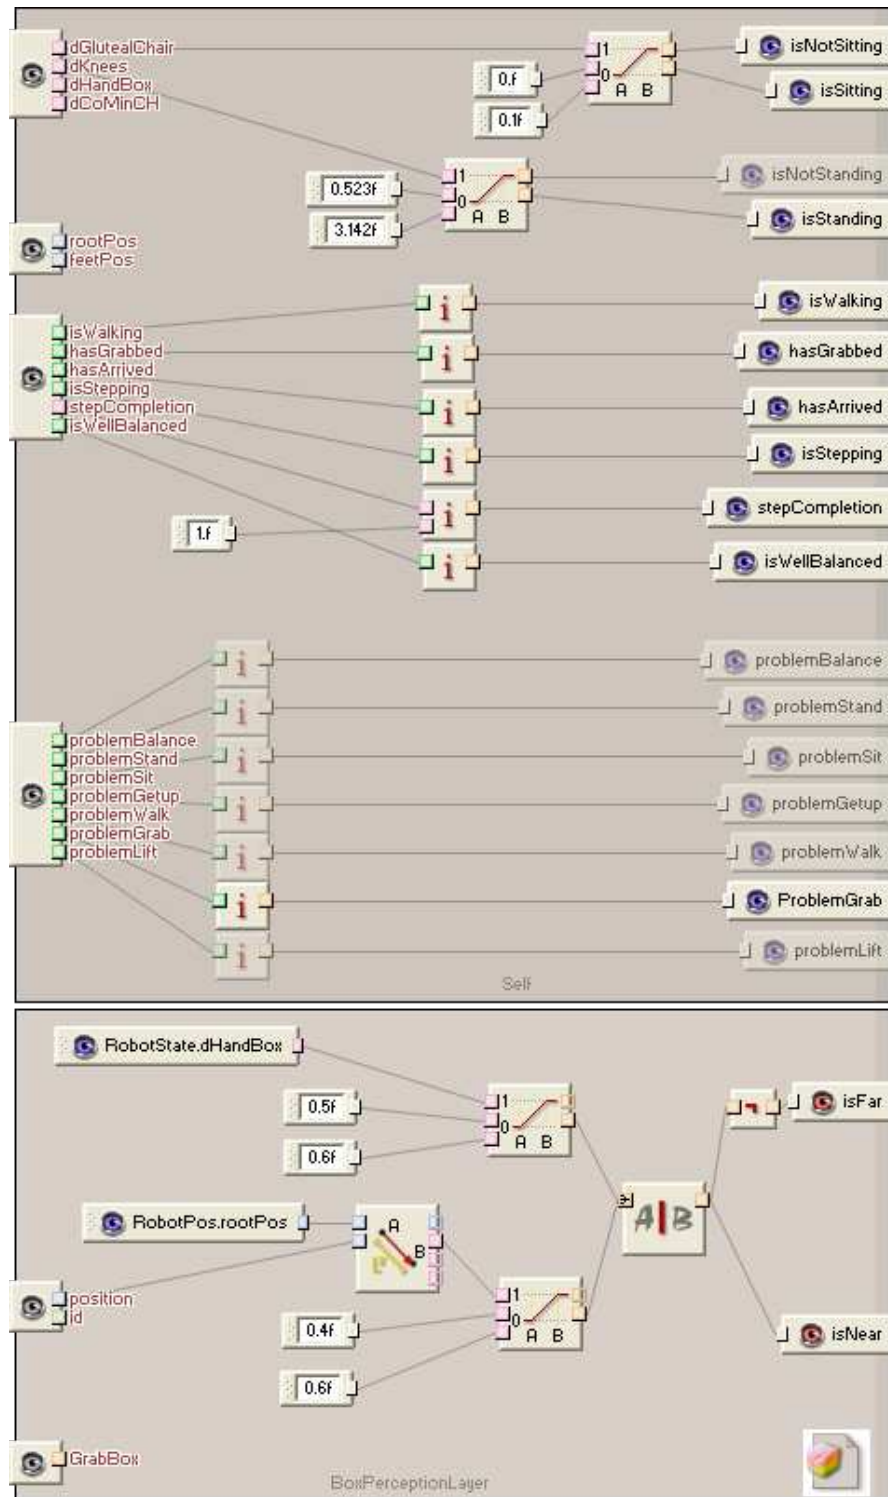 dGlutealChair
dKnees
dHandBox
dCoMinCH
1
0
A B
0.f
0.1f
isNotSitting
isSitting
1
0
A B
0.523f
3.142f
isNotStanding
isStanding
rootPos
feetPos
isWalking
hasGrabbed
hasArrived
isStepping
stepCompletion
isWellBalanced
i
i
i
i
i
i
1.f
isWalking
hasGrabbed
hasArrived
isStepping
stepCompletion
isWellBalanced
problemBalance
problemStand
problemSit
problemGetup
problemWalk
problemGrab
problemLift
i
i
i
i
i
i
i
problemBalance
problemStand
problemSit
problemGetup
problemWalk
ProblemGrab
problemLift
Self
RobotState.dHandBox
0.5f
0.6f
1
0
A B
isFar
RobotPos.rootPos
A
B
A|B
position
id
0.4f
0.6f
1
0
A B
isNear
GrabBox
BoxPerceptionLayer